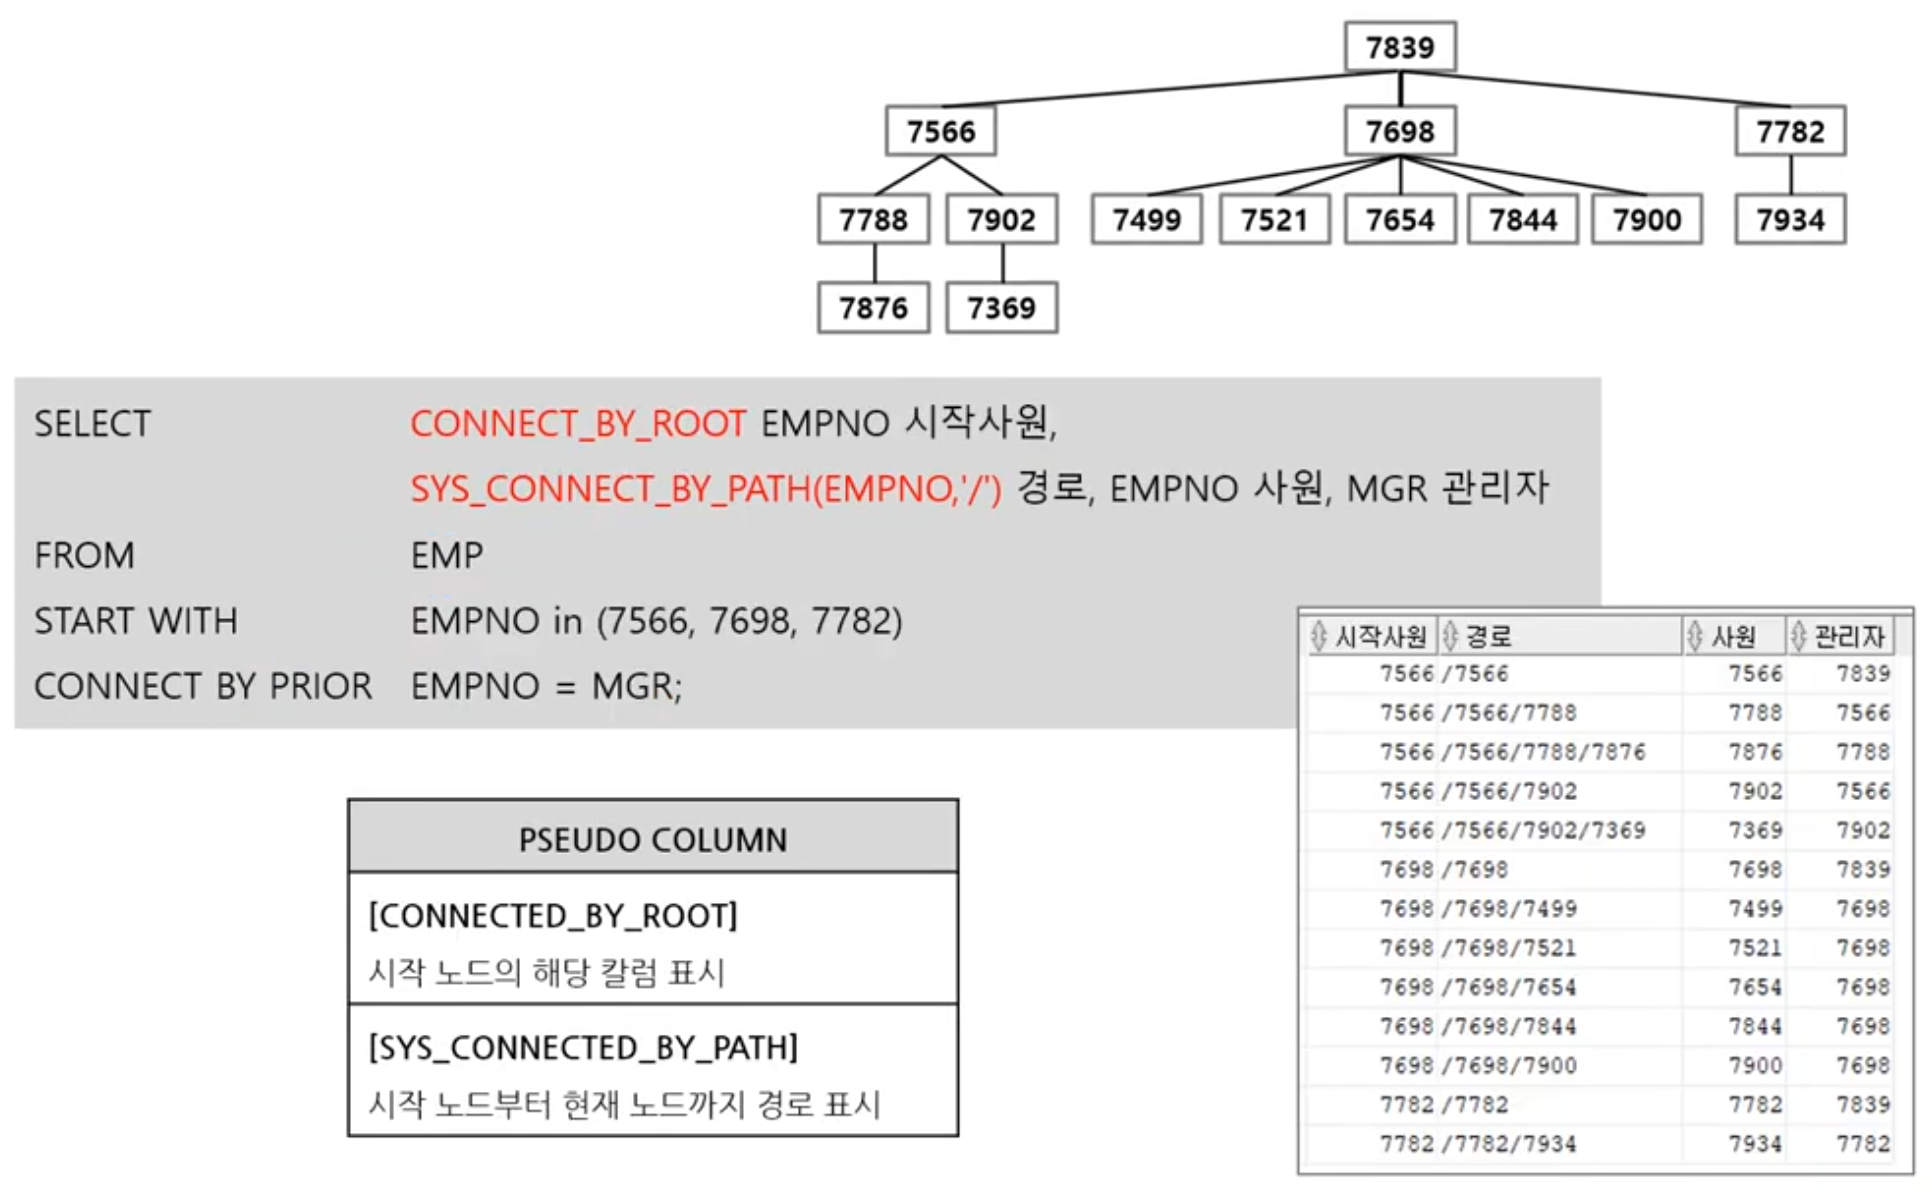 7839
7566 7698 7782
7788 7902 7499 7521 7654 7844 7900 7934
7876 7369
SELECT CONNECT_BY_ROOT EMPNO 시작사원,
SYS_CONNECT_BY_PATH(EMPNO,'/') 경로, EMPNO 사원, MGR 관리자
FROM EMP
START WITH EMPNO in (7566, 7698, 7782)
CONNECT BY PRIOR EMPNO = MGR;
PSEUDO COLUMN
[CONNECTED_BY_ROOT]
시작 노드의 해당 칼럼 표시
[SYS_CONNECTED_BY_PATH]
시작 노드부터 현재 노드까지 경로 표시
시작사원 경로 사원 관리자
7566 /7566 7566 7839
7566 /7566/7788 7788 7566
7566 /7566/7788/7876 7876 7788
7566 /7566/7902 7902 7566
7566 /7566/7902/7369 7369 7902
7698 /7698 7698 7839
7698 /7698/7499 7499 7698
7698 /7698/7521 7521 7698
7698 /7698/7654 7654 7698
7698 /7698/7844 7844 7698
7698 /7698/7900 7900 7698
7782 /7782 7782 7839
7782 /7782/7934 7934 7782